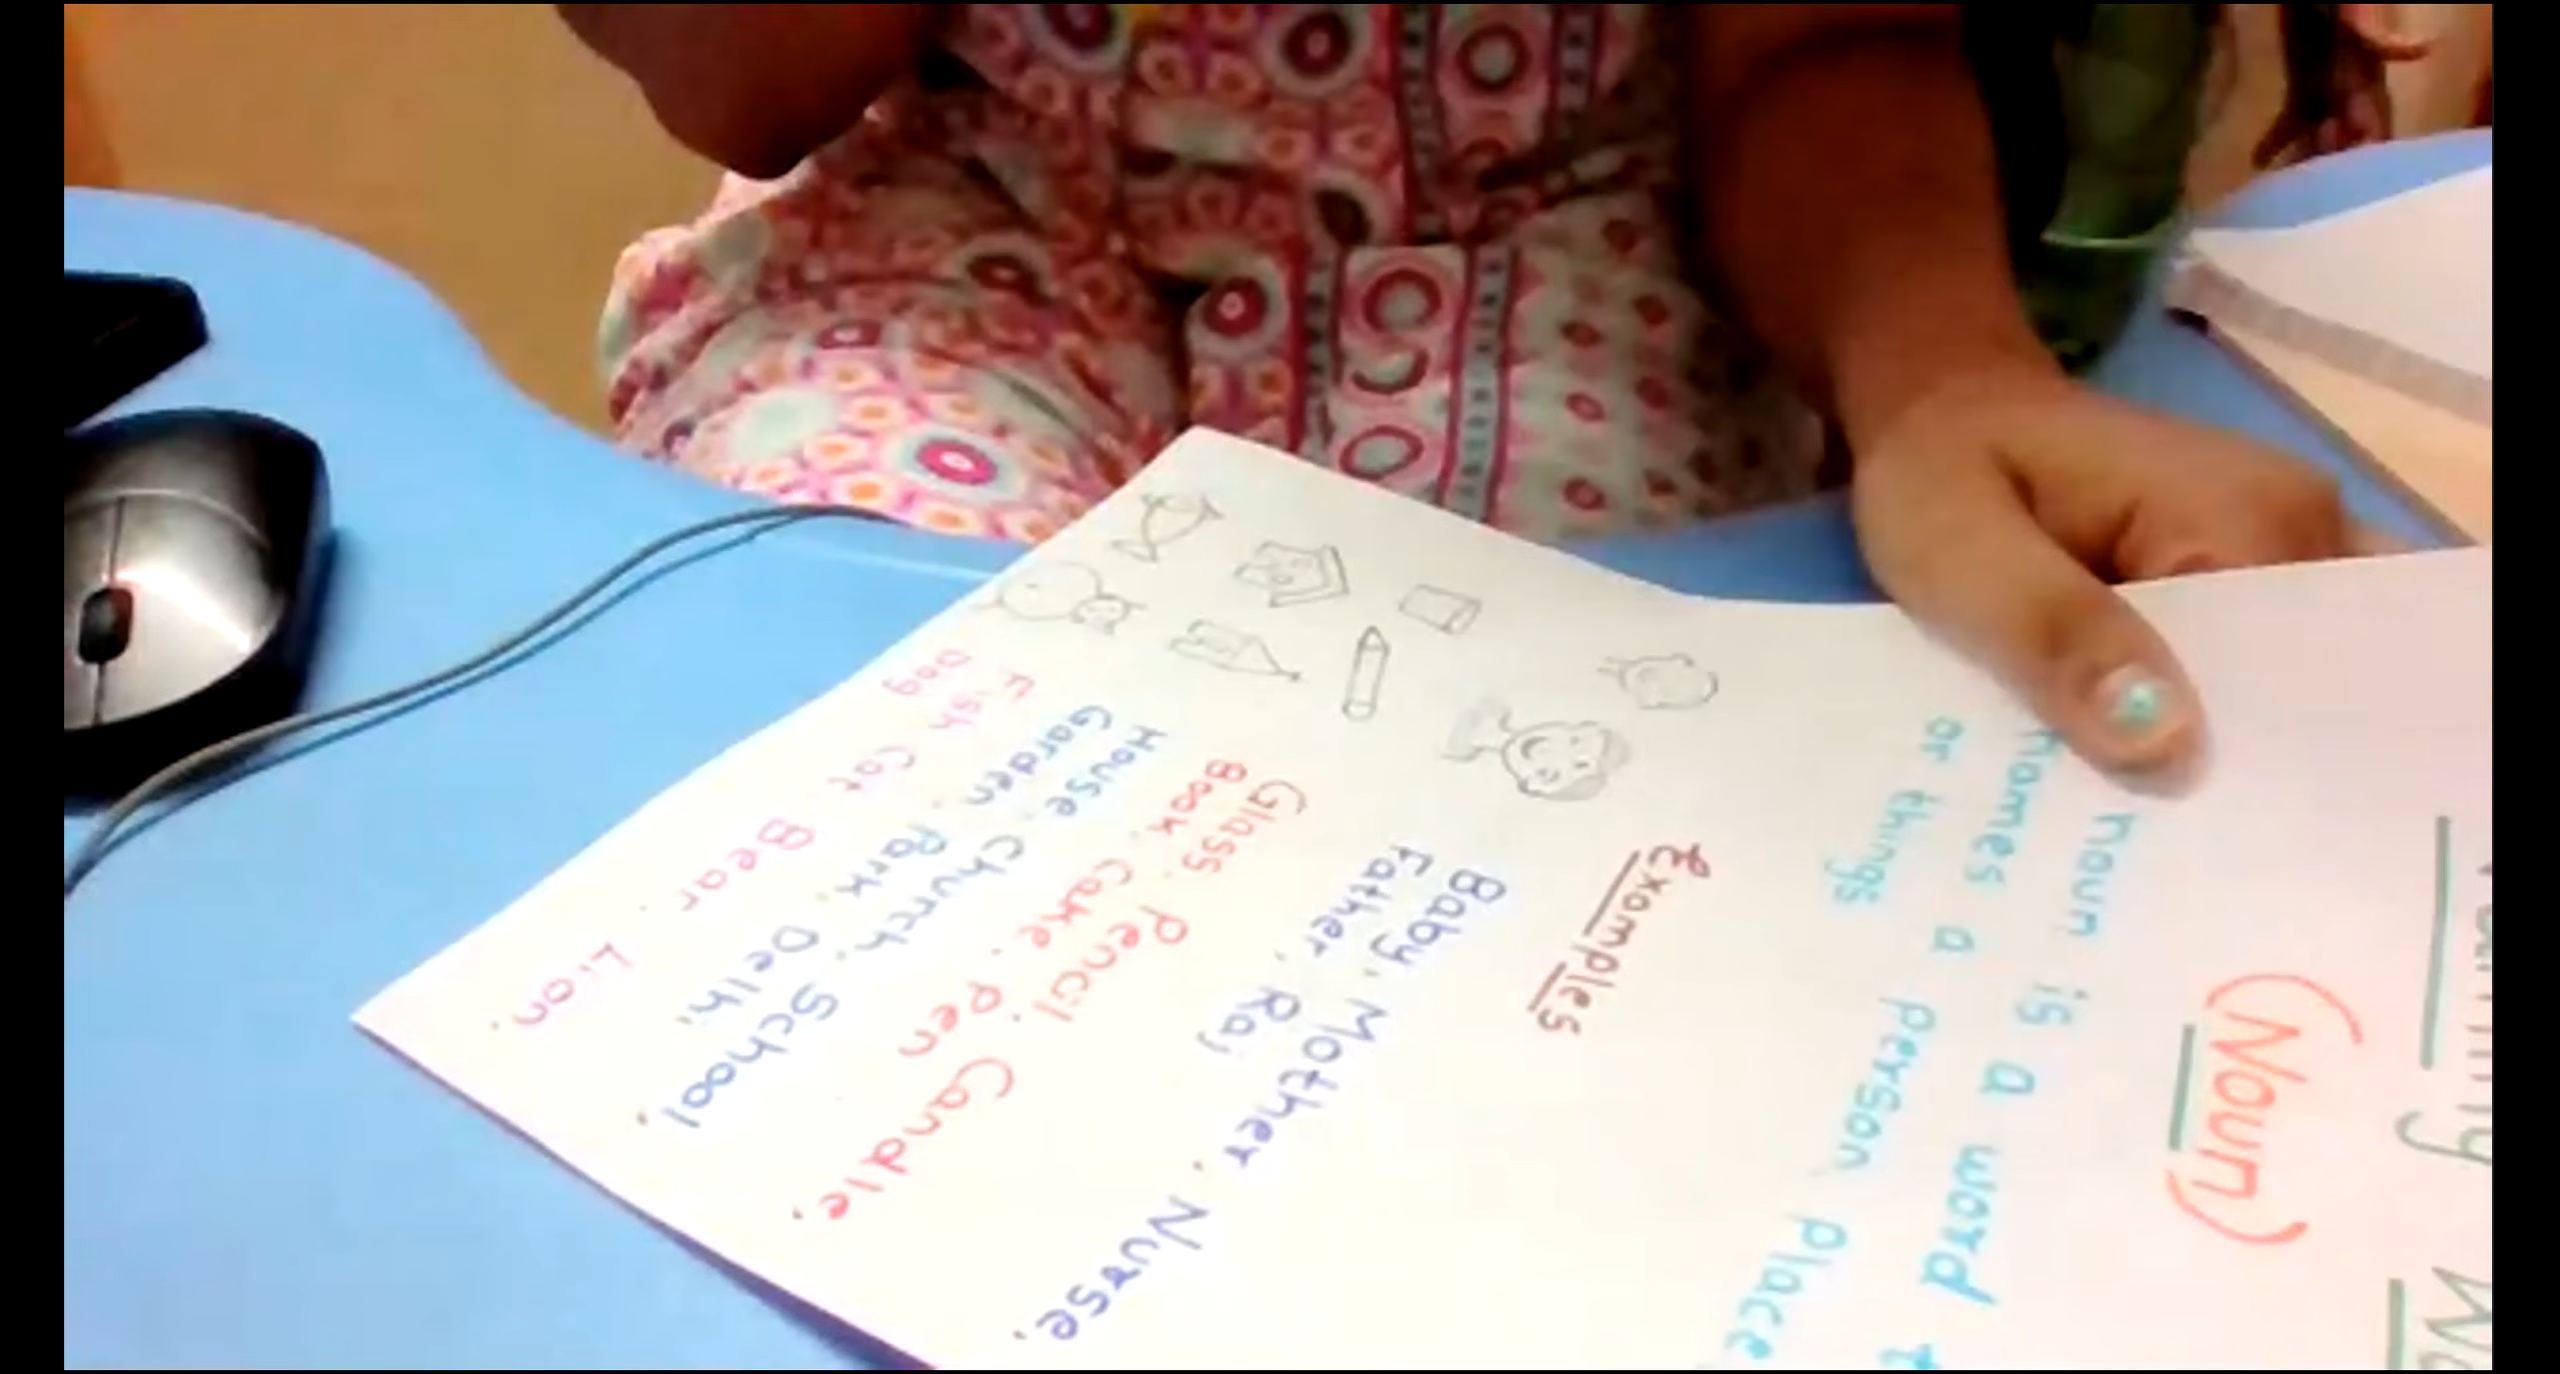 Naming
(Noun)
noun is a word
names a person, place
or things
Examples
Baby, Mother, Nurse,
Father, Raj
Glass, Pencil, Candle,
Book, Cake, Pen
House, Church, School,
Garden, Park, Delhi
Fish Cat Bear, Lion.
Dog